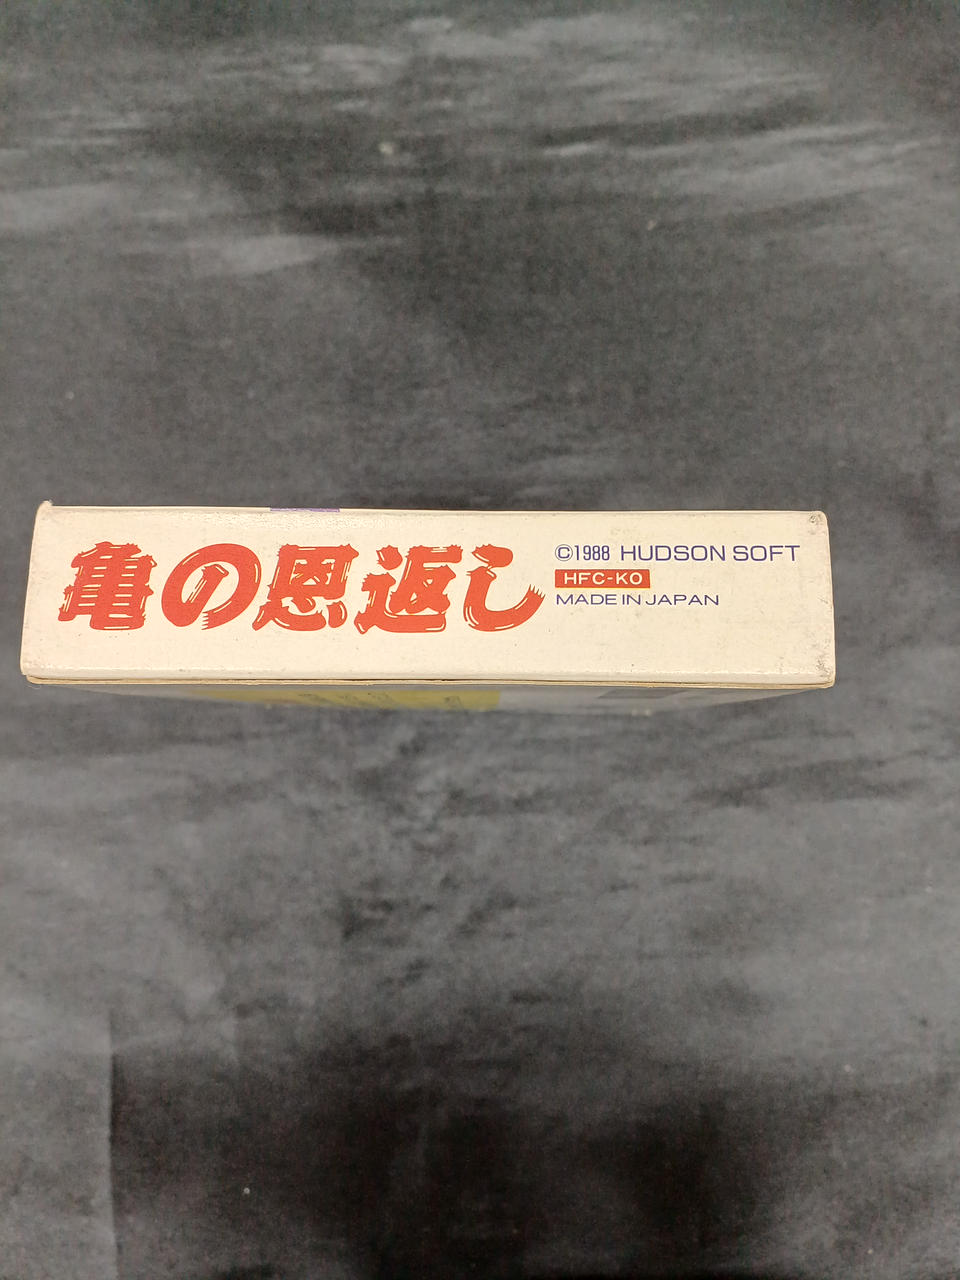 亀の恩返し
©1988 HUDSON SOFT
HFC-KO
MADE IN JAPAN